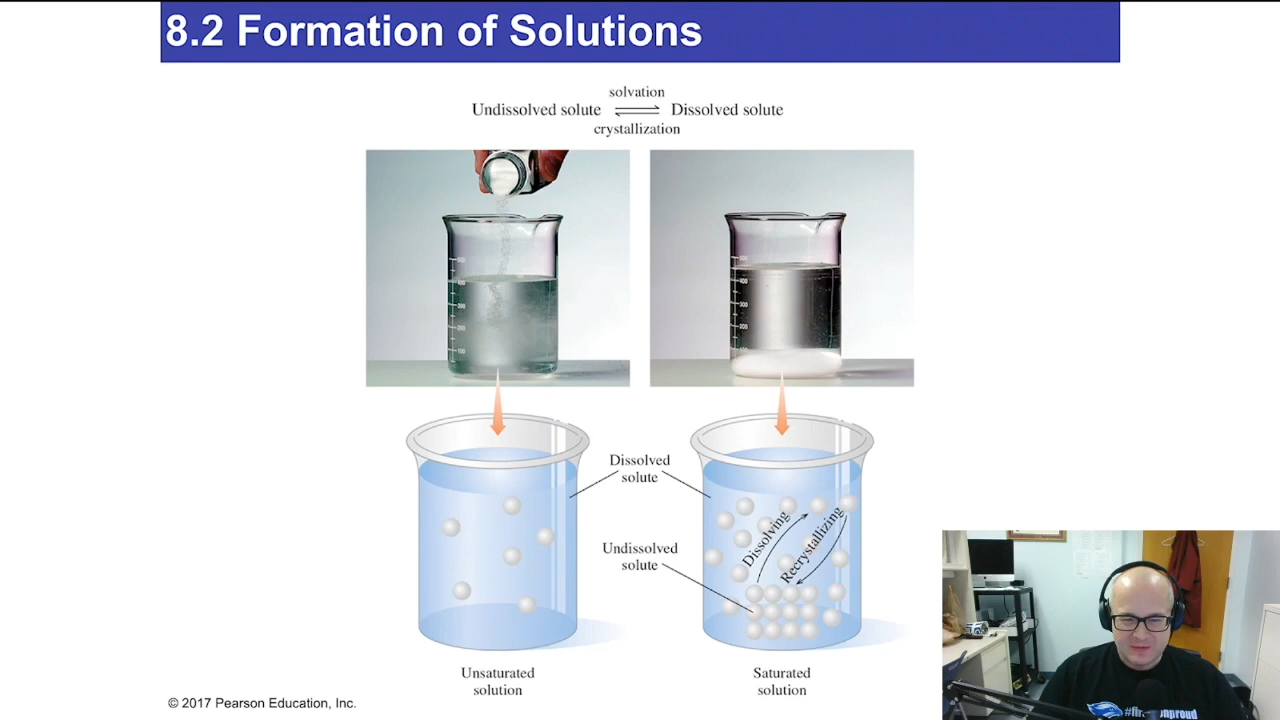 8.2 Formation of Solutions
solvation
Undissolved solute ⇌ Dissolved solute
crystallization
Dissolved
solute
Dissolving
Recrystallizing
Undissolved
solute
Unsaturated
solution
Saturated
solution
© 2017 Pearson Education, Inc.